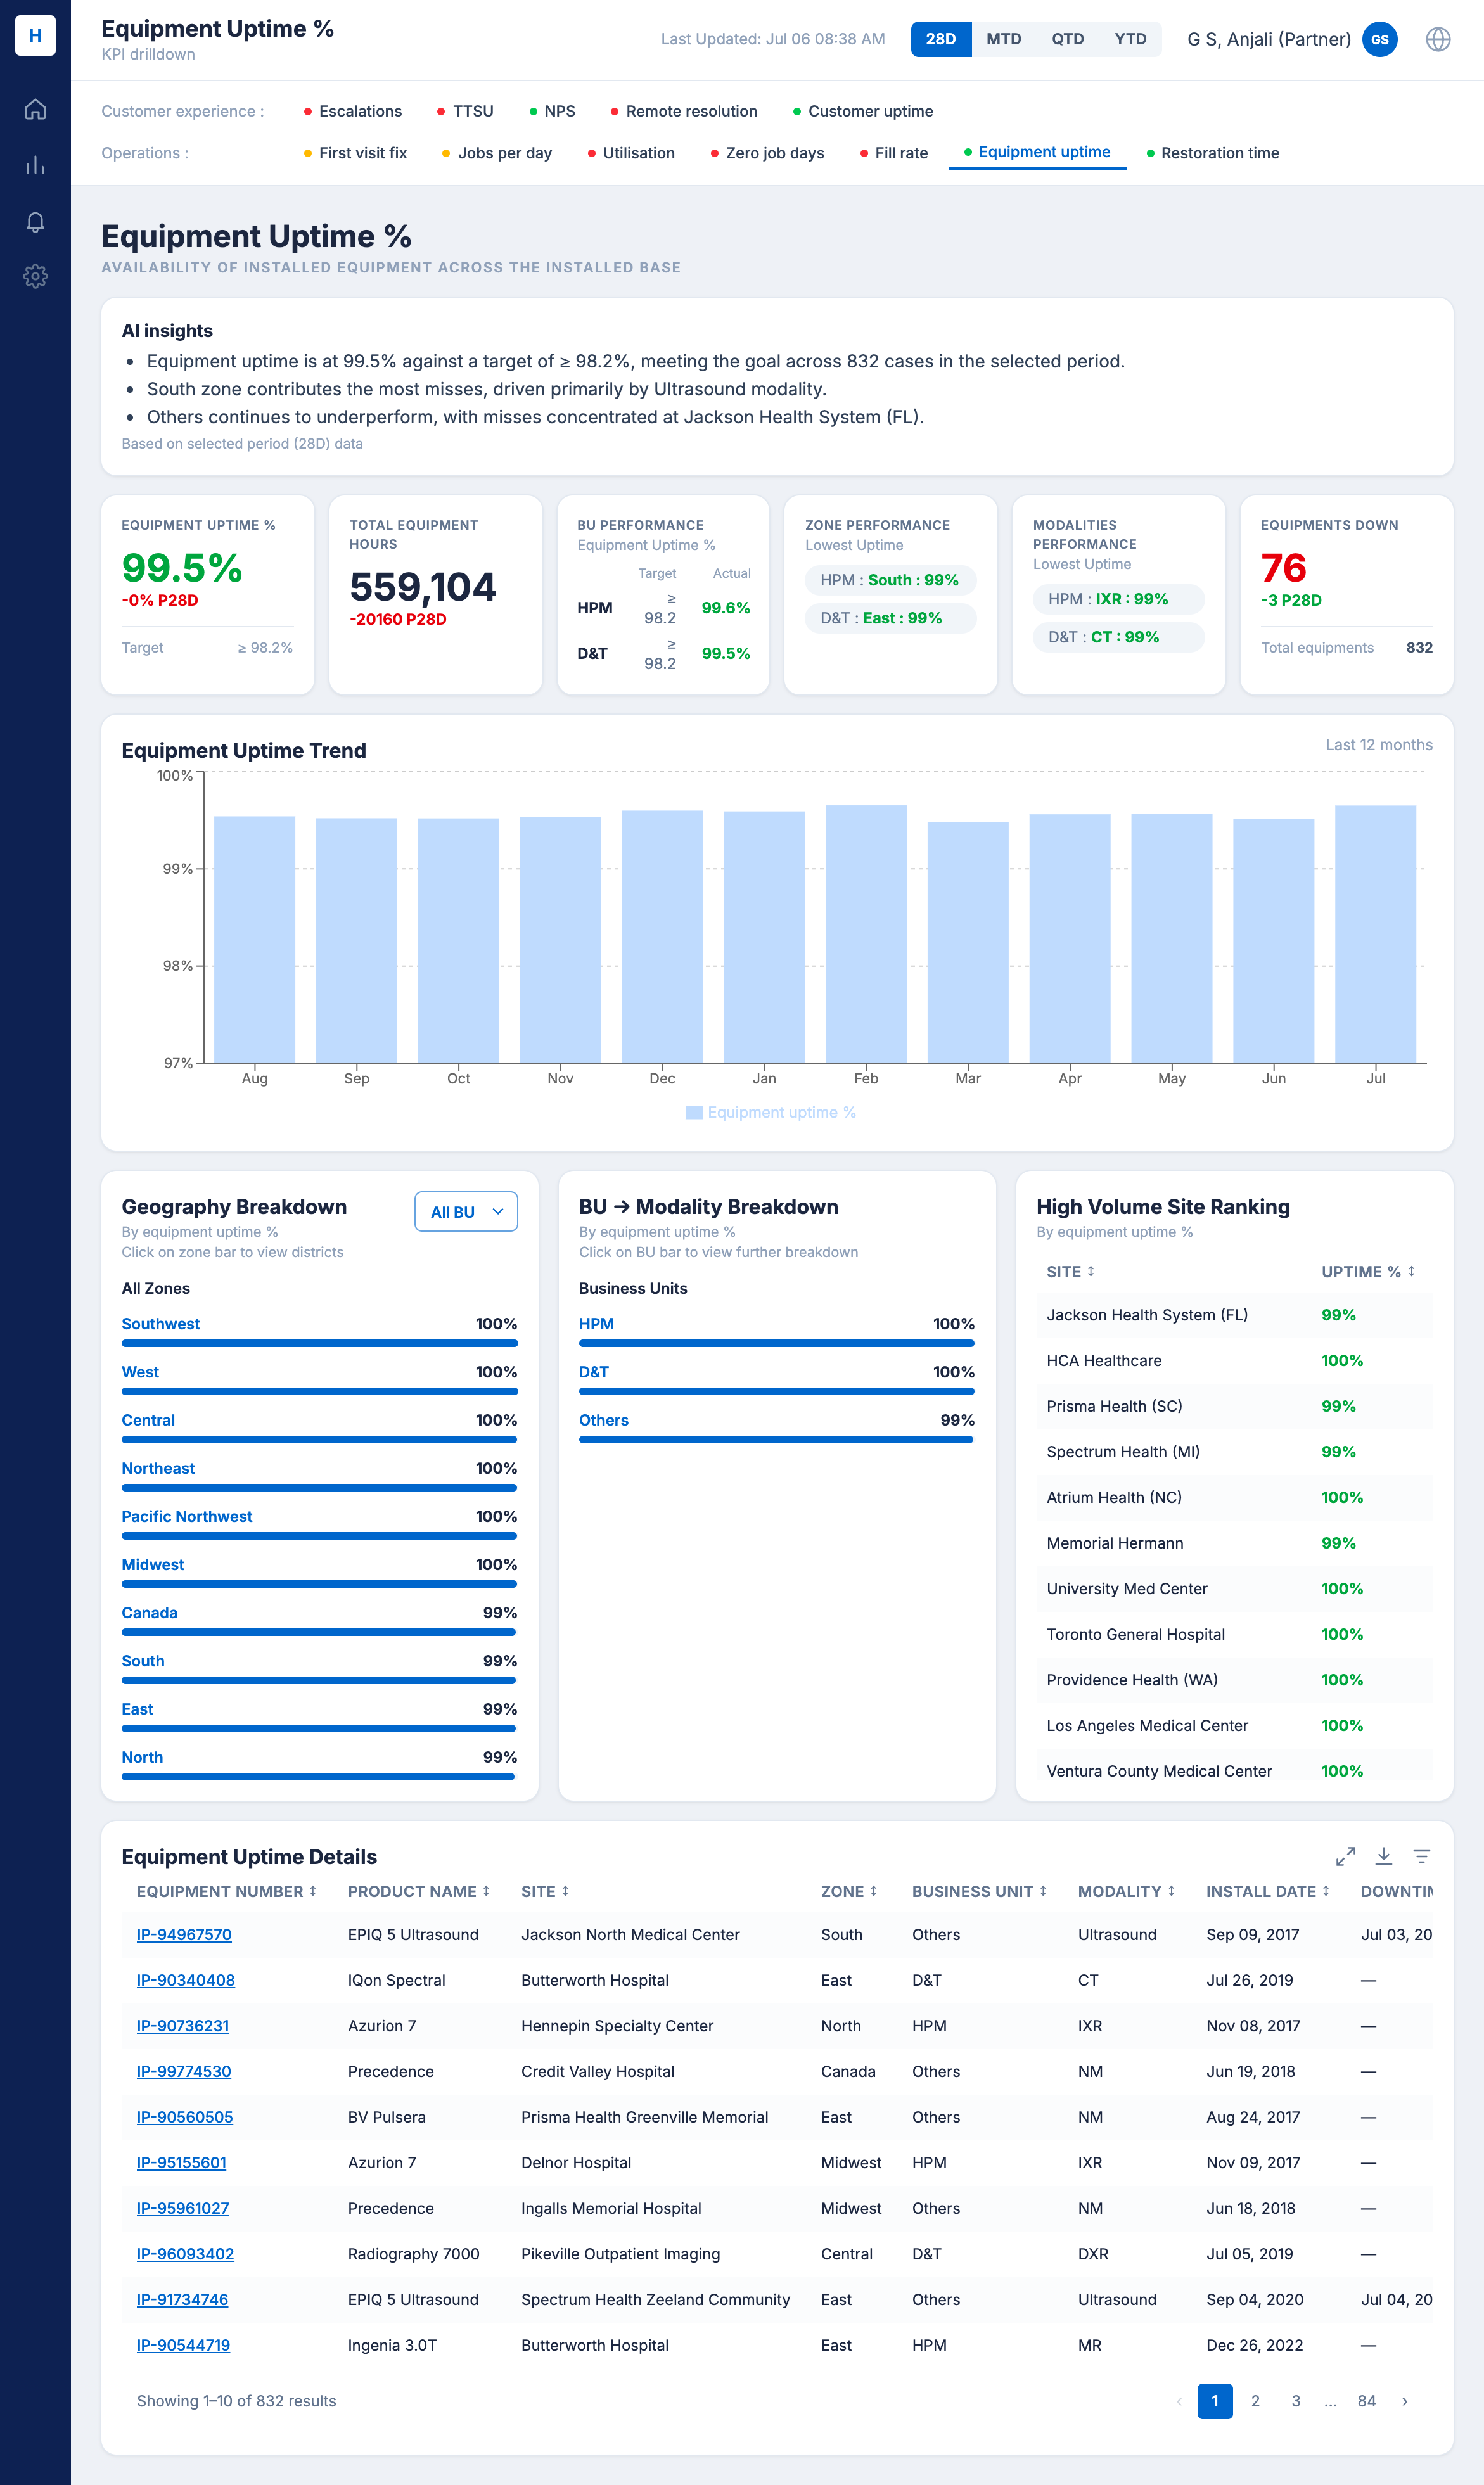 H
Equipment Uptime %
KPI drilldown
Last Updated: Jul 06 08:38 AM
28D MTD QTD YTD
G S, Anjali (Partner) GS
Customer experience : Escalations TTSU NPS Remote resolution Customer uptime
Operations : First visit fix Jobs per day Utilisation Zero job days Fill rate Equipment uptime Restoration time
Equipment Uptime %
AVAILABILITY OF INSTALLED EQUIPMENT ACROSS THE INSTALLED BASE
AI insights
• Equipment uptime is at 99.5% against a target of ≥ 98.2%, meeting the goal across 832 cases in the selected period.
• South zone contributes the most misses, driven primarily by Ultrasound modality.
• Others continues to underperform, with misses concentrated at Jackson Health System (FL).
Based on selected period (28D) data
EQUIPMENT UPTIME %
99.5%
-0% P28D
Target ≥ 98.2%
TOTAL EQUIPMENT
HOURS
559,104
-20160 P28D
BU PERFORMANCE
Equipment Uptime %
Target Actual
HPM ≥ 98.2 99.6%
D&T ≥ 98.2 99.5%
ZONE PERFORMANCE
Lowest Uptime
HPM : South : 99%
D&T : East : 99%
MODALITIES
PERFORMANCE
Lowest Uptime
HPM : IXR : 99%
D&T : CT : 99%
EQUIPMENTS DOWN
76
-3 P28D
Total equipments 832
Equipment Uptime Trend
Last 12 months
100%
99%
98%
97%
Aug Sep Oct Nov Dec Jan Feb Mar Apr May Jun Jul
Equipment uptime %
Geography Breakdown
By equipment uptime %
Click on zone bar to view districts
All BU
All Zones
Southwest 100%
West 100%
Central 100%
Northeast 100%
Pacific Northwest 100%
Midwest 100%
Canada 99%
South 99%
East 99%
North 99%
BU → Modality Breakdown
By equipment uptime %
Click on BU bar to view further breakdown
Business Units
HPM 100%
D&T 100%
Others 99%
High Volume Site Ranking
By equipment uptime %
SITE ↕ UPTIME % ↕
Jackson Health System (FL) 99%
HCA Healthcare 100%
Prisma Health (SC) 99%
Spectrum Health (MI) 99%
Atrium Health (NC) 100%
Memorial Hermann 99%
University Med Center 100%
Toronto General Hospital 100%
Providence Health (WA) 100%
Los Angeles Medical Center 100%
Ventura County Medical Center 100%
Equipment Uptime Details
EQUIPMENT NUMBER ↕ PRODUCT NAME ↕ SITE ↕ ZONE ↕ BUSINESS UNIT ↕ MODALITY ↕ INSTALL DATE ↕ DOWNTIM
IP-94967570 EPIQ 5 Ultrasound Jackson North Medical Center South Others Ultrasound Sep 09, 2017 Jul 03, 20
IP-90340408 IQon Spectral Butterworth Hospital East D&T CT Jul 26, 2019 —
IP-90736231 Azurion 7 Hennepin Specialty Center North HPM IXR Nov 08, 2017 —
IP-99774530 Precedence Credit Valley Hospital Canada Others NM Jun 19, 2018 —
IP-90560505 BV Pulsera Prisma Health Greenville Memorial East Others NM Aug 24, 2017 —
IP-95155601 Azurion 7 Delnor Hospital Midwest HPM IXR Nov 09, 2017 —
IP-95961027 Precedence Ingalls Memorial Hospital Midwest Others NM Jun 18, 2018 —
IP-96093402 Radiography 7000 Pikeville Outpatient Imaging Central D&T DXR Jul 05, 2019 —
IP-91734746 EPIQ 5 Ultrasound Spectrum Health Zeeland Community East Others Ultrasound Sep 04, 2020 Jul 04, 20
IP-90544719 Ingenia 3.0T Butterworth Hospital East HPM MR Dec 26, 2022 —
Showing 1–10 of 832 results
‹ 1 2 3 ... 84 ›